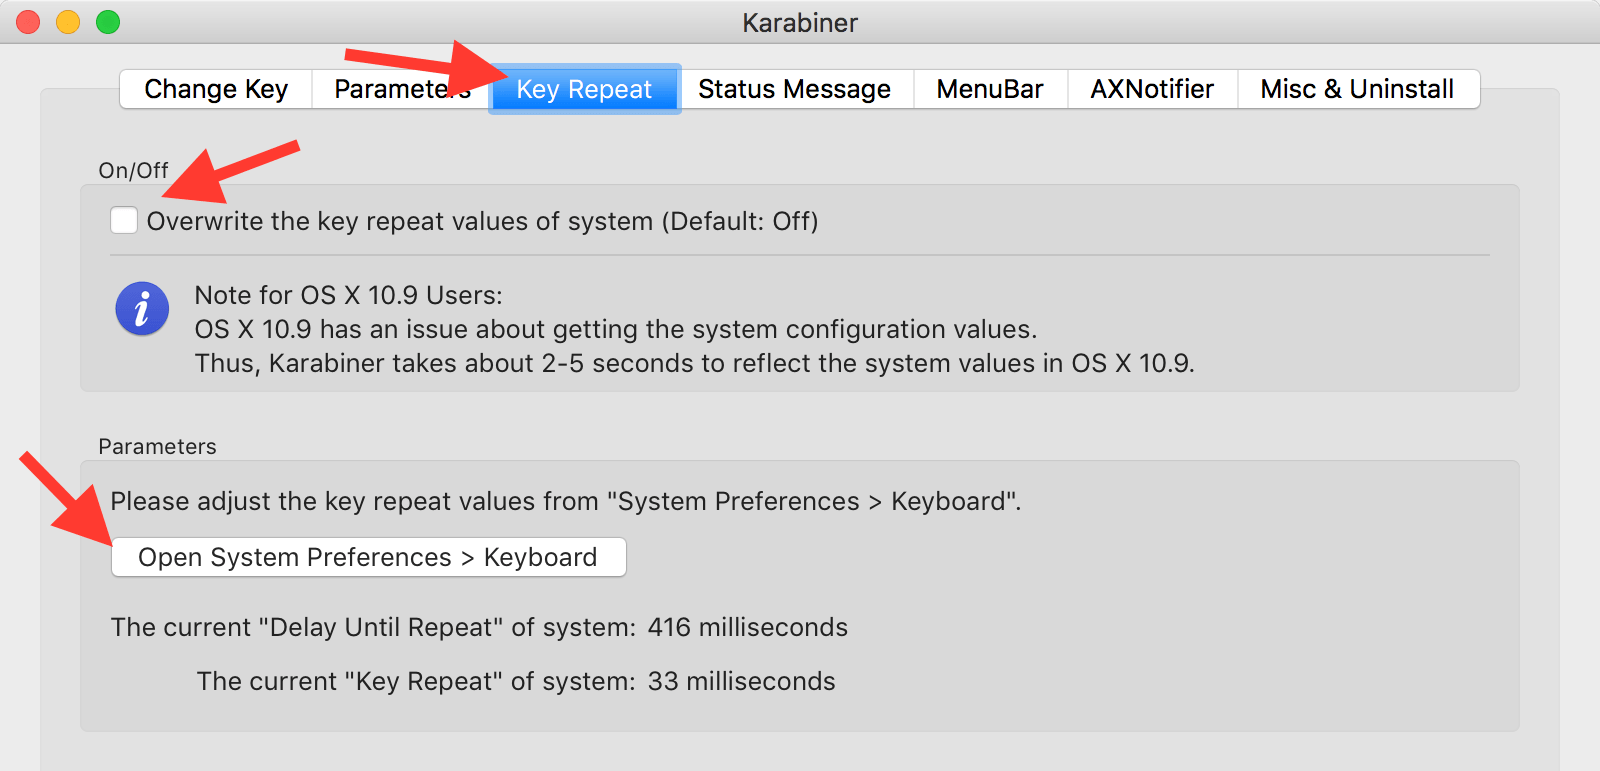 Karabiner
Change Key Parameters Key Repeat Status Message MenuBar AXNotifier Misc & Uninstall
On/Off
Overwrite the key repeat values of system (Default: Off)
i
Note for OS X 10.9 Users:
OS X 10.9 has an issue about getting the system configuration values.
Thus, Karabiner takes about 2-5 seconds to reflect the system values in OS X 10.9.
Parameters
Please adjust the key repeat values from "System Preferences > Keyboard".
Open System Preferences > Keyboard
The current "Delay Until Repeat" of system: 416 milliseconds
The current "Key Repeat" of system: 33 milliseconds